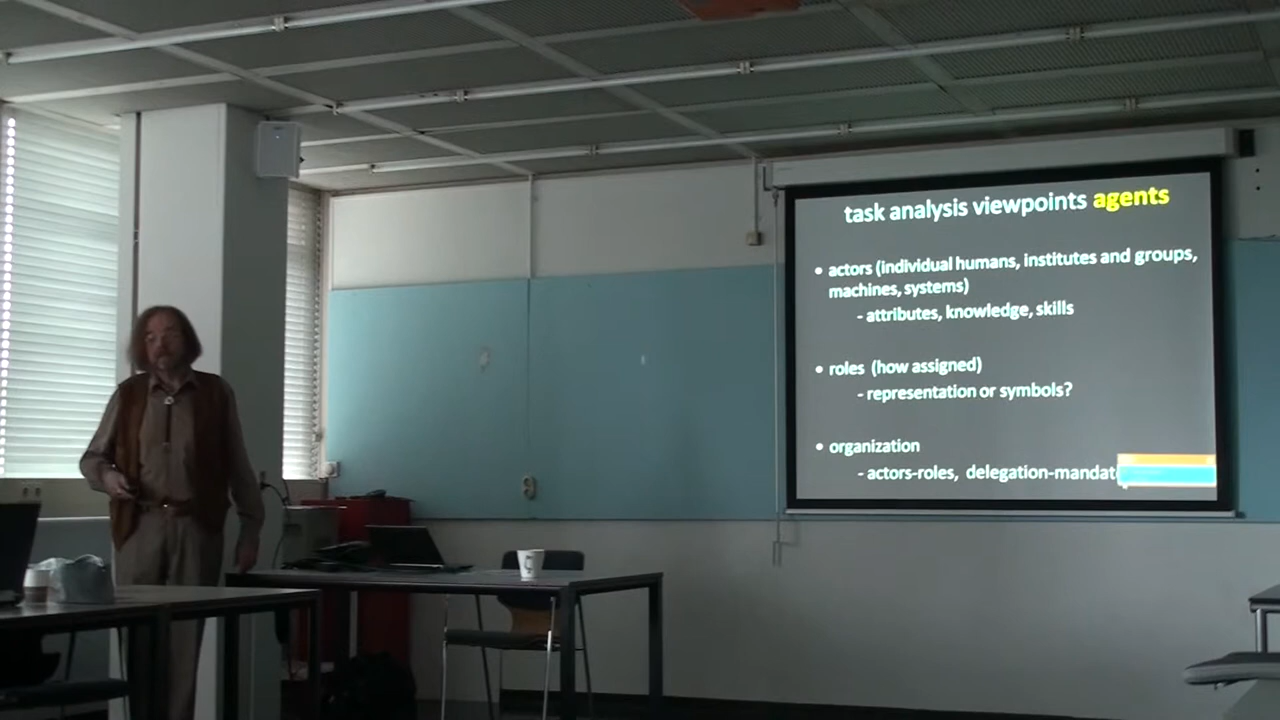 task analysis viewpoints agents
• actors (individual humans, institutes and groups,
machines, systems)
- attributes, knowledge, skills
• roles (how assigned)
- representation or symbols?
• organization
- actors-roles, delegation-mandat